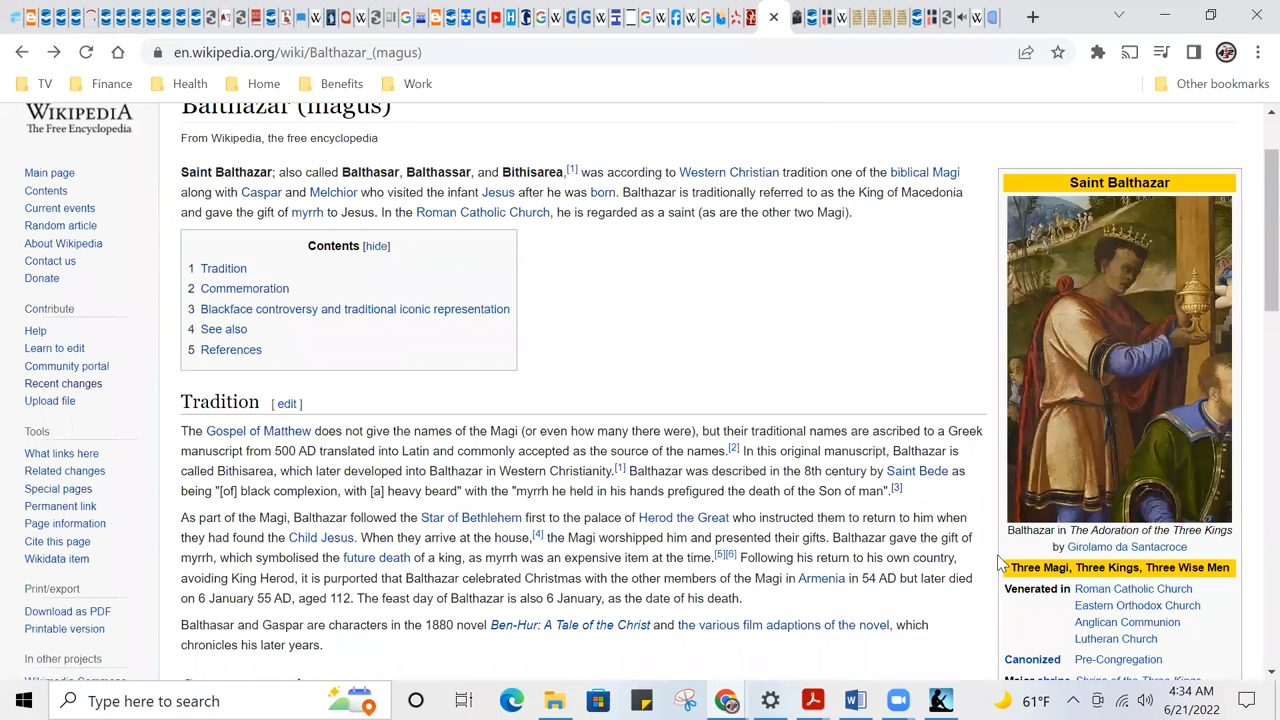 en.wikipedia.org/wiki/Balthazar_(magus)
TV Finance Health Home Benefits Work Other bookmarks
WIKIPEDIA
The Free Encyclopedia
Main page
Contents
Current events
Random article
About Wikipedia
Contact us
Donate
Contribute
Help
Learn to edit
Community portal
Recent changes
Upload file
Tools
What links here
Related changes
Special pages
Permanent link
Page information
Cite this page
Wikidata item
Print/export
Download as PDF
Printable version
In other projects
Wikimedia Commons
Balthazar (magus)
From Wikipedia, the free encyclopedia
Saint Balthazar; also called Balthasar, Balthassar, and Bithisarea,[1] was according to Western Christian tradition one of the biblical Magi
along with Caspar and Melchior who visited the infant Jesus after he was born. Balthazar is traditionally referred to as the King of Macedonia
and gave the gift of myrrh to Jesus. In the Roman Catholic Church, he is regarded as a saint (as are the other two Magi).
Contents [hide]
1 Tradition
2 Commemoration
3 Blackface controversy and traditional iconic representation
4 See also
5 References
Tradition [ edit ]
The Gospel of Matthew does not give the names of the Magi (or even how many there were), but their traditional names are ascribed to a Greek
manuscript from 500 AD translated into Latin and commonly accepted as the source of the names.[2] In this original manuscript, Balthazar is
called Bithisarea, which later developed into Balthazar in Western Christianity.[1] Balthazar was described in the 8th century by Saint Bede as
being "[of] black complexion, with [a] heavy beard" with the "myrrh he held in his hands prefigured the death of the Son of man".[3]
As part of the Magi, Balthazar followed the Star of Bethlehem first to the palace of Herod the Great who instructed them to return to him when
they had found the Child Jesus. When they arrive at the house,[4] the Magi worshipped him and presented their gifts. Balthazar gave the gift of
myrrh, which symbolised the future death of a king, as myrrh was an expensive item at the time.[5][6] Following his return to his own country,
avoiding King Herod, it is purported that Balthazar celebrated Christmas with the other members of the Magi in Armenia in 54 AD but later died
on 6 January 55 AD, aged 112. The feast day of Balthazar is also 6 January, as the date of his death.
Balthasar and Gaspar are characters in the 1880 novel Ben-Hur: A Tale of the Christ and the various film adaptions of the novel, which
chronicles his later years.
Saint Balthazar
Balthazar in The Adoration of the Three Kings
by Girolamo da Santacroce
Three Magi, Three Kings, Three Wise Men
Venerated in Roman Catholic Church
Eastern Orthodox Church
Anglican Communion
Lutheran Church
Canonized Pre-Congregation
Major shrine Shrine of the Three Kings
Type here to search
61°F
4:34 AM
6/21/2022